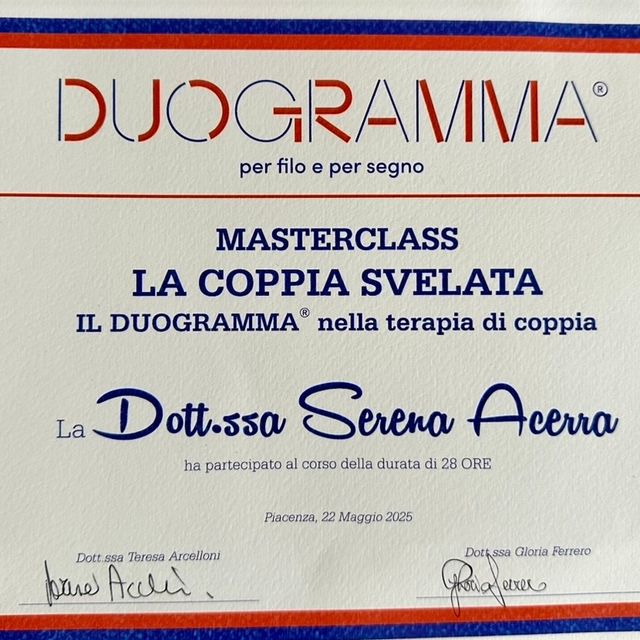 DUOGRAMMA®
per filo e per segno
MASTERCLASS
LA COPPIA SVELATA
IL DUOGRAMMA® nella terapia di coppia
La Dott.ssa Serena Acerra
ha partecipato al corso della durata di 28 ORE
Piacenza, 22 Maggio 2025
Dott.ssa Teresa Arcelloni
Dott.ssa Gloria Ferrero